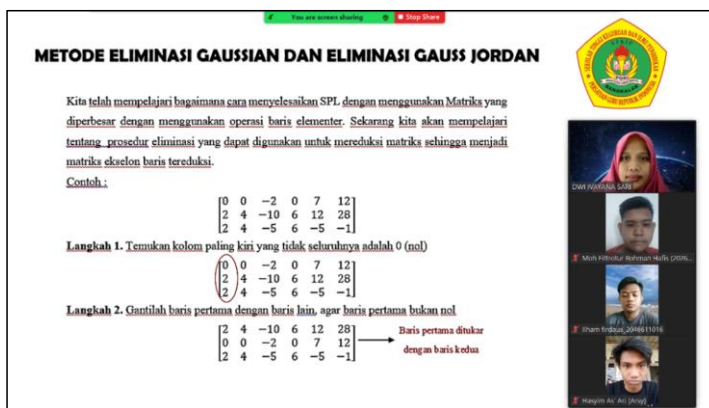 You are screen sharing
Stop Share
METODE ELIMINASI GAUSSIAN DAN ELIMINASI GAUSS JORDAN
Kita telah mempelajari bagaimana cara menyelesaikan SPL dengan menggunakan Matriks yang
diperbesar dengan menggunakan operasi baris elementer. Sekarang kita akan mempelajari
tentang prosedur eliminasi yang dapat digunakan untuk mereduksi matriks sehingga menjadi
matriks ekselon baris tereduksi.
Contoh :
[0 0 −2 0 7 12]
[2 4 −10 6 12 28]
[2 4 −5 6 −5 −1]
Langkah 1. Temukan kolom paling kiri yang tidak seluruhnya adalah 0 (nol)
[0 0 −2 0 7 12]
[2 4 −10 6 12 28]
[2 4 −5 6 −5 −1]
Langkah 2. Gantilah baris pertama dengan baris lain, agar baris pertama bukan nol
[2 4 −10 6 12 28]
[0 0 −2 0 7 12]
[2 4 −5 6 −5 −1]
Baris pertama ditukar
dengan baris kedua
DWI IVAYANA SARI
Moh Fitrotur Rohman Hafis (2026...
Ilham firdaus_2046611016
Hasyim As' Ari (Arsy)